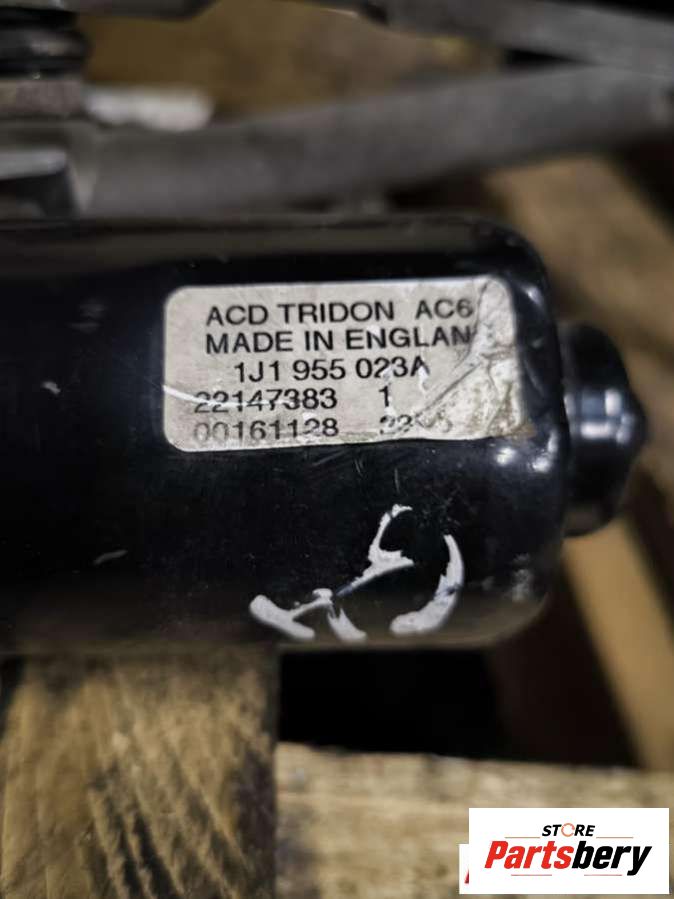 ACD TRIDON AC6
MADE IN ENGLAN
1J1 955 023A
22147383 1
00161128
STORE
Partsbery